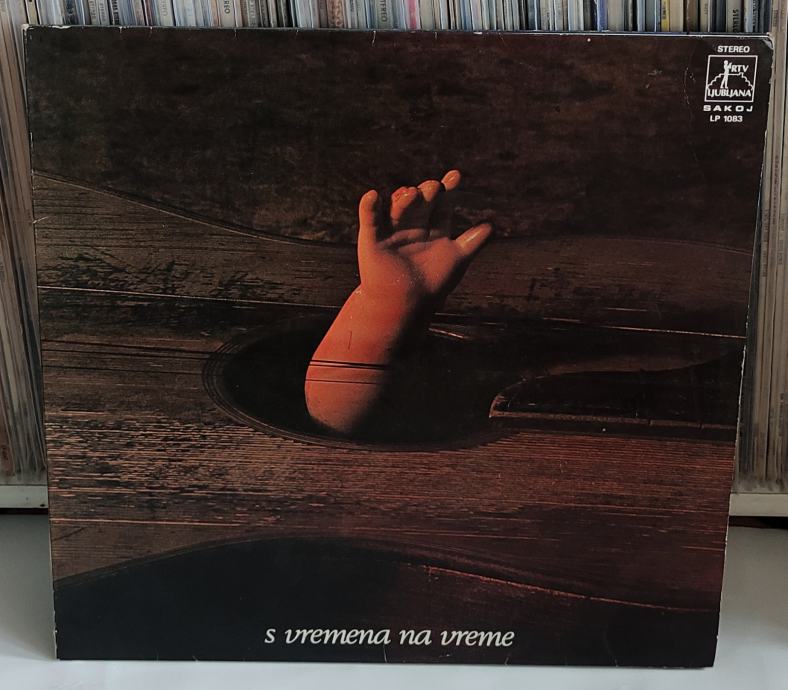 STEREO
RTV
LJUBLJANA
SAKOJ
LP 1083
s vremena na vreme